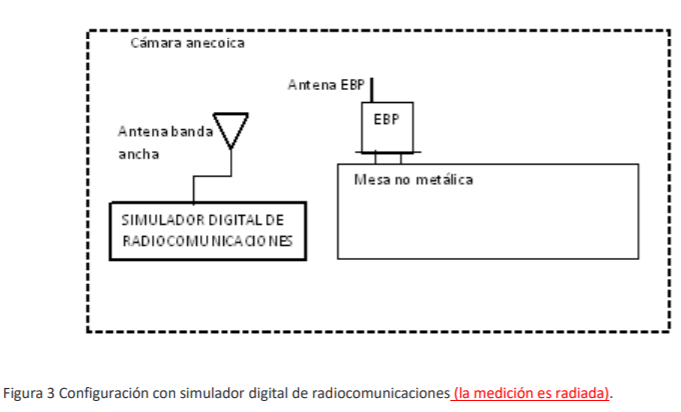 Cámara anecoica
Antena EBP
EBP
Antena banda
ancha
Mesa no metálica
SIMULADOR DIGITAL DE
RADIOCOMUNICACIONES
Figura 3 Configuración con simulador digital de radiocomunicaciones (la medición es radiada).